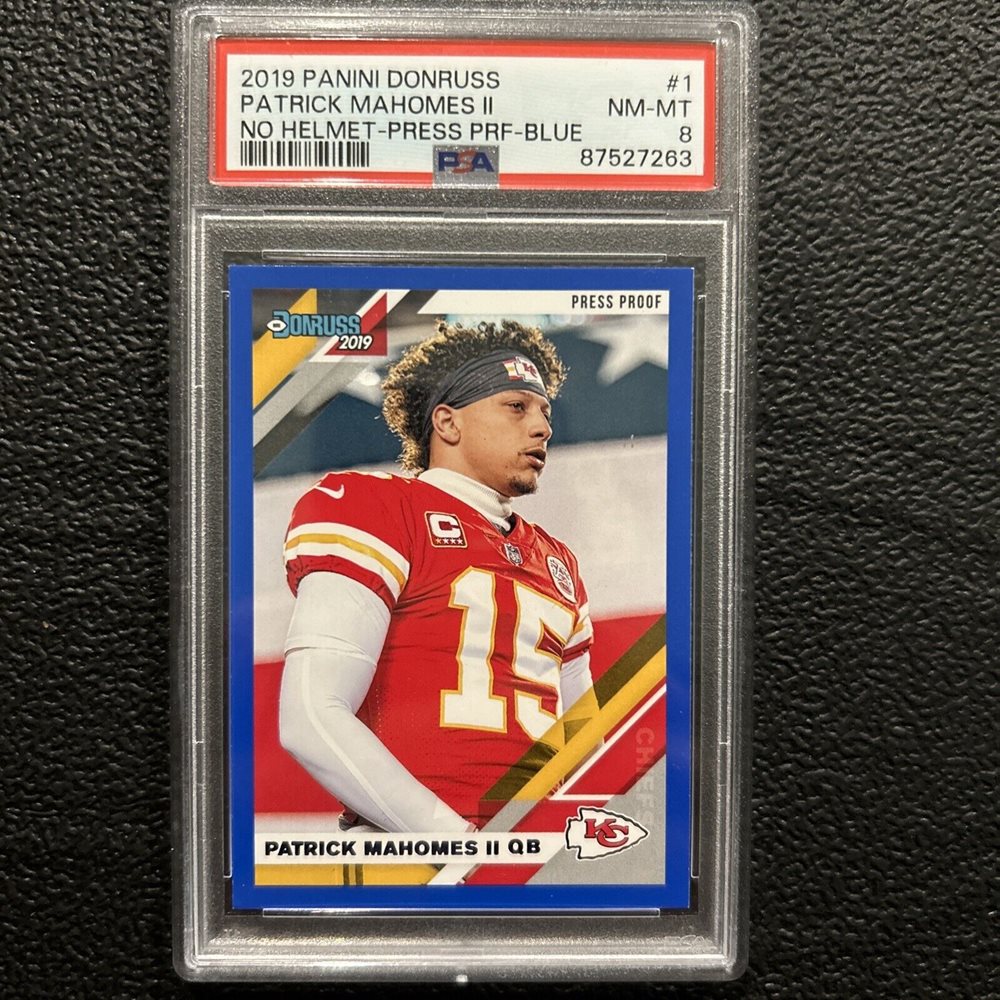 2019 PANINI DONRUSS #1
PATRICK MAHOMES II NM-MT
NO HELMET-PRESS PRF-BLUE 8
PSA 87527263
PRESS PROOF
DONRUSS
2019
KC
C
15
CHIEFS
KC
PATRICK MAHOMES II QB